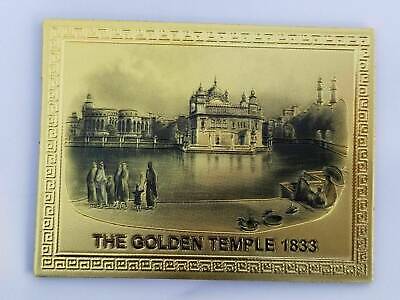 THE GOLDEN TEMPLE 1833